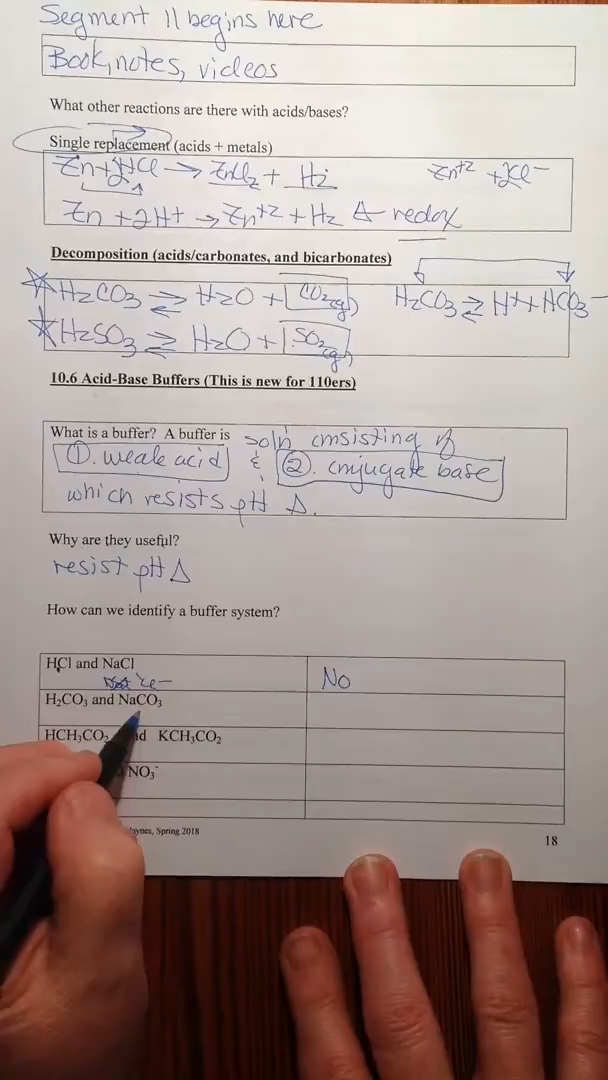 Segment 11 begins here
Book, notes, videos
What other reactions are there with acids/bases?
Single replacement (acids + metals)
Zn + 2HCl → ZnCl₂ + H₂ Zn⁺² + 2Cl⁻
Zn + 2H+ → Zn⁺² + H₂ Δ redox
Decomposition (acids/carbonates, and bicarbonates)
H₂CO₃ ⇌ H₂O + CO₂(g) H₂CO₃ ⇌ H⁺ + HCO₃⁻
H₂SO₃ ⇌ H₂O + SO₂(g)
10.6 Acid-Base Buffers (This is new for 110ers)
What is a buffer? A buffer is soln consisting of
①. weak acid & ②. conjugate base
which resists pH Δ.
Why are they useful?
resist pH Δ
How can we identify a buffer system?
HCl and NaCl No
H₂CO₃ and NaCO₃
HCH₃CO₂ KCH₃CO₂
NO₃⁻
Spring 2018
18